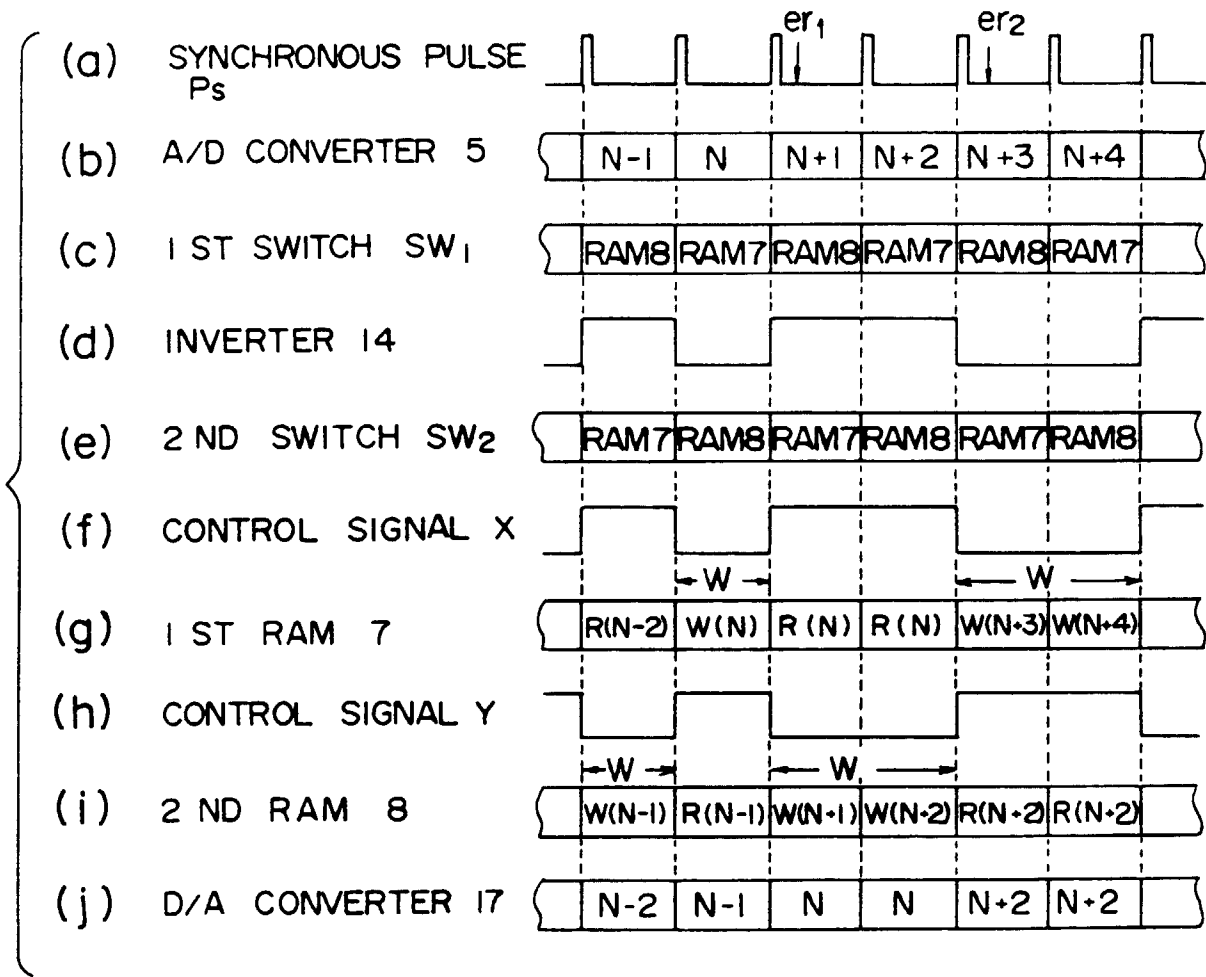 er1 er2
(a) SYNCHRONOUS PULSE
Ps
(b) A/D CONVERTER 5 N-1 N N+1 N+2 N+3 N+4
(c) 1 ST SWITCH SW1 RAM8 RAM7 RAM8 RAM7 RAM8 RAM7
(d) INVERTER 14
(e) 2 ND SWITCH SW2 RAM7 RAM8 RAM7 RAM8 RAM7 RAM8
(f) CONTROL SIGNAL X
W W
(g) 1 ST RAM 7 R(N-2) W(N) R(N) R(N) W(N+3) W(N+4)
(h) CONTROL SIGNAL Y
W W
(i) 2 ND RAM 8 W(N-1) R(N-1) W(N+1) W(N+2) R(N+2) R(N+2)
(j) D/A CONVERTER 17 N-2 N-1 N N N+2 N+2